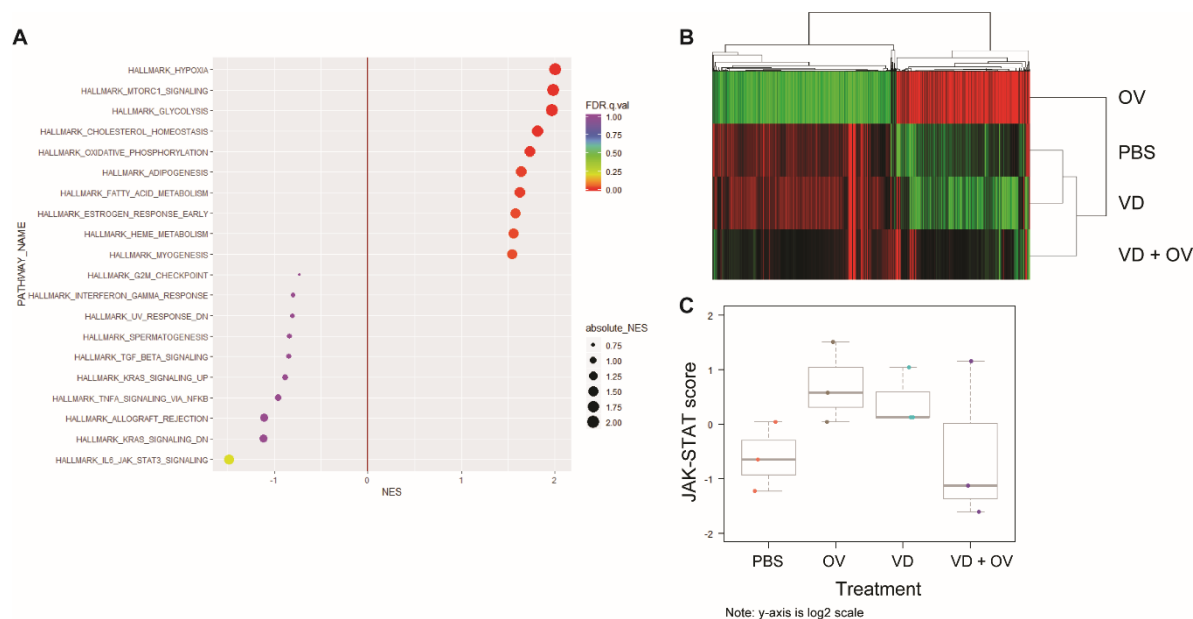 A
HALLMARK_HYPOXIA
HALLMARK_MTORC1_SIGNALING
HALLMARK_GLYCOLYSIS
HALLMARK_CHOLESTEROL_HOMEOSTASIS
HALLMARK_OXIDATIVE_PHOSPHORYLATION
HALLMARK_ADIPOGENESIS
HALLMARK_FATTY_ACID_METABOLISM
HALLMARK_ESTROGEN_RESPONSE_EARLY
HALLMARK_HEME_METABOLISM
HALLMARK_MYOGENESIS
HALLMARK_G2M_CHECKPOINT
HALLMARK_INTERFERON_GAMMA_RESPONSE
HALLMARK_UV_RESPONSE_DN
HALLMARK_SPERMATOGENESIS
HALLMARK_TGF_BETA_SIGNALING
HALLMARK_KRAS_SIGNALING_UP
HALLMARK_TNFA_SIGNALING_VIA_NFKB
HALLMARK_ALLOGRAFT_REJECTION
HALLMARK_KRAS_SIGNALING_DN
HALLMARK_IL6_JAK_STAT3_SIGNALING
PATHWAY_NAME
-1 0 1 2
NES
FDR.q.val
1.00
0.75
0.50
0.25
0.00
absolute_NES
0.75
1.00
1.25
1.50
1.75
2.00
B
OV
PBS
VD
VD + OV
C
JAK-STAT score
2
1
0
-1
-2
PBS OV VD VD + OV
Treatment
Note: y-axis is log2 scale